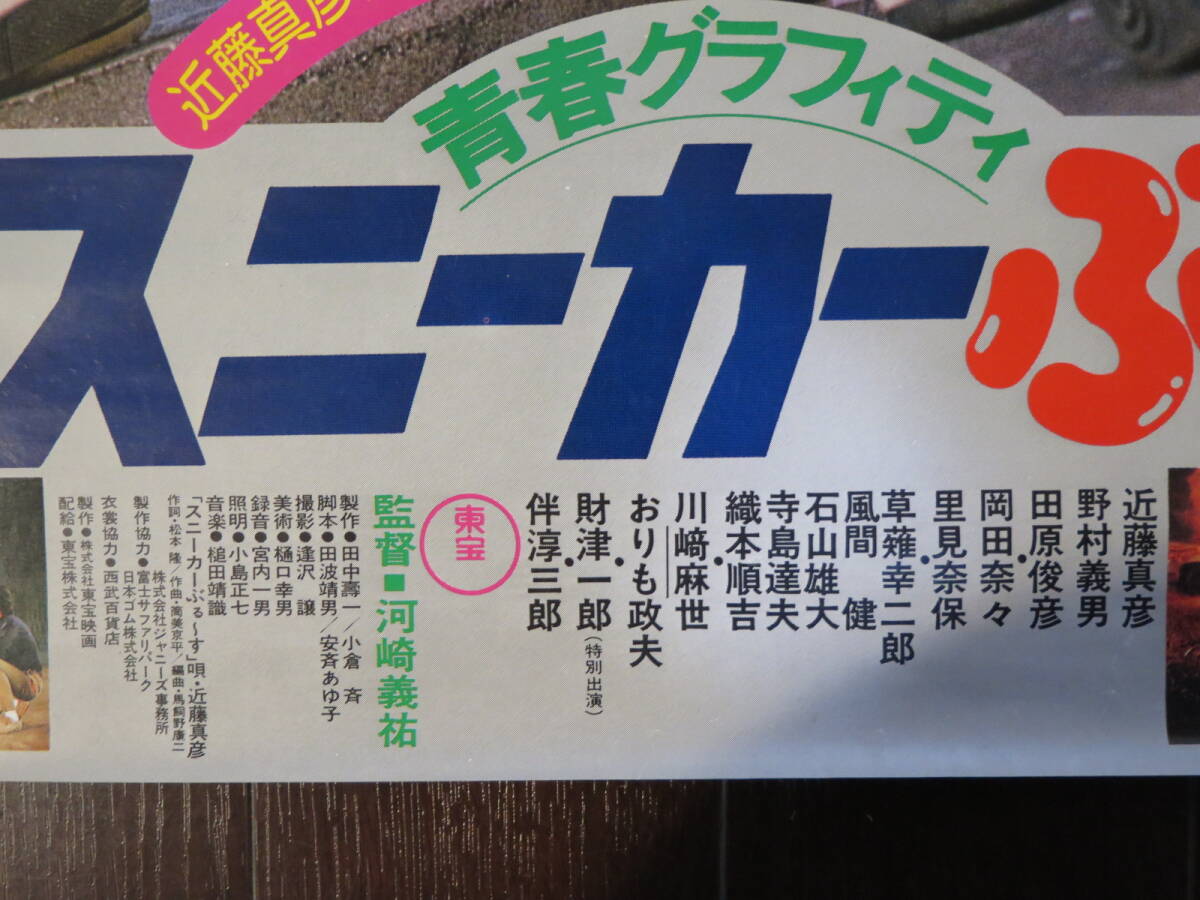 近藤真彦
青春グラフィティ
スニーカーぶ
近藤真彦
野村義男
田原俊彦
岡田奈々
里見奈保
草薙幸二郎
風間 健
石山雄大
寺島達夫
織本順吉
川﨑麻世
おりも政夫
財津一郎(特別出演)
伴淳三郎
東宝
監督■河崎義祐
製作●田中壽一/小倉 斉
脚本●田波靖男/安斉あゆ子
撮影●逢沢 譲
美術●樋口幸男
録音●宮内一男
照明●小島正七
音楽●槌田靖識
「スニーカーぶる〜す」唄・近藤真彦
作詞・松本 隆/作曲・筒美京平/編曲・馬飼野康二
製作協力●株式会社ジャニーズ事務所
富士サファリパーク
日本ゴム株式会社
衣裳協力●西武百貨店
製作●株式会社東宝映画
配給●東宝株式会社